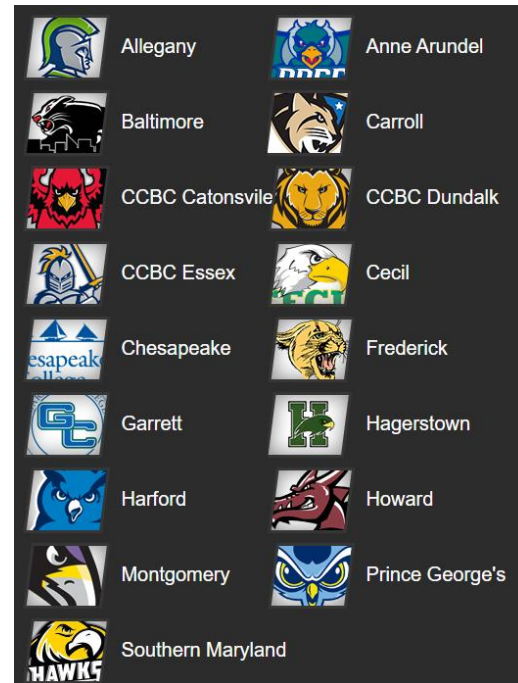 Allegany
Anne Arundel
Baltimore
Carroll
CCBC Catonsvile
CCBC Dundalk
CCBC Essex
Cecil
esapeak
Chesapeake
Frederick
GC
Garrett
H
Hagerstown
Harford
Howard
Montgomery
Prince George's
HAWKS
Southern Maryland